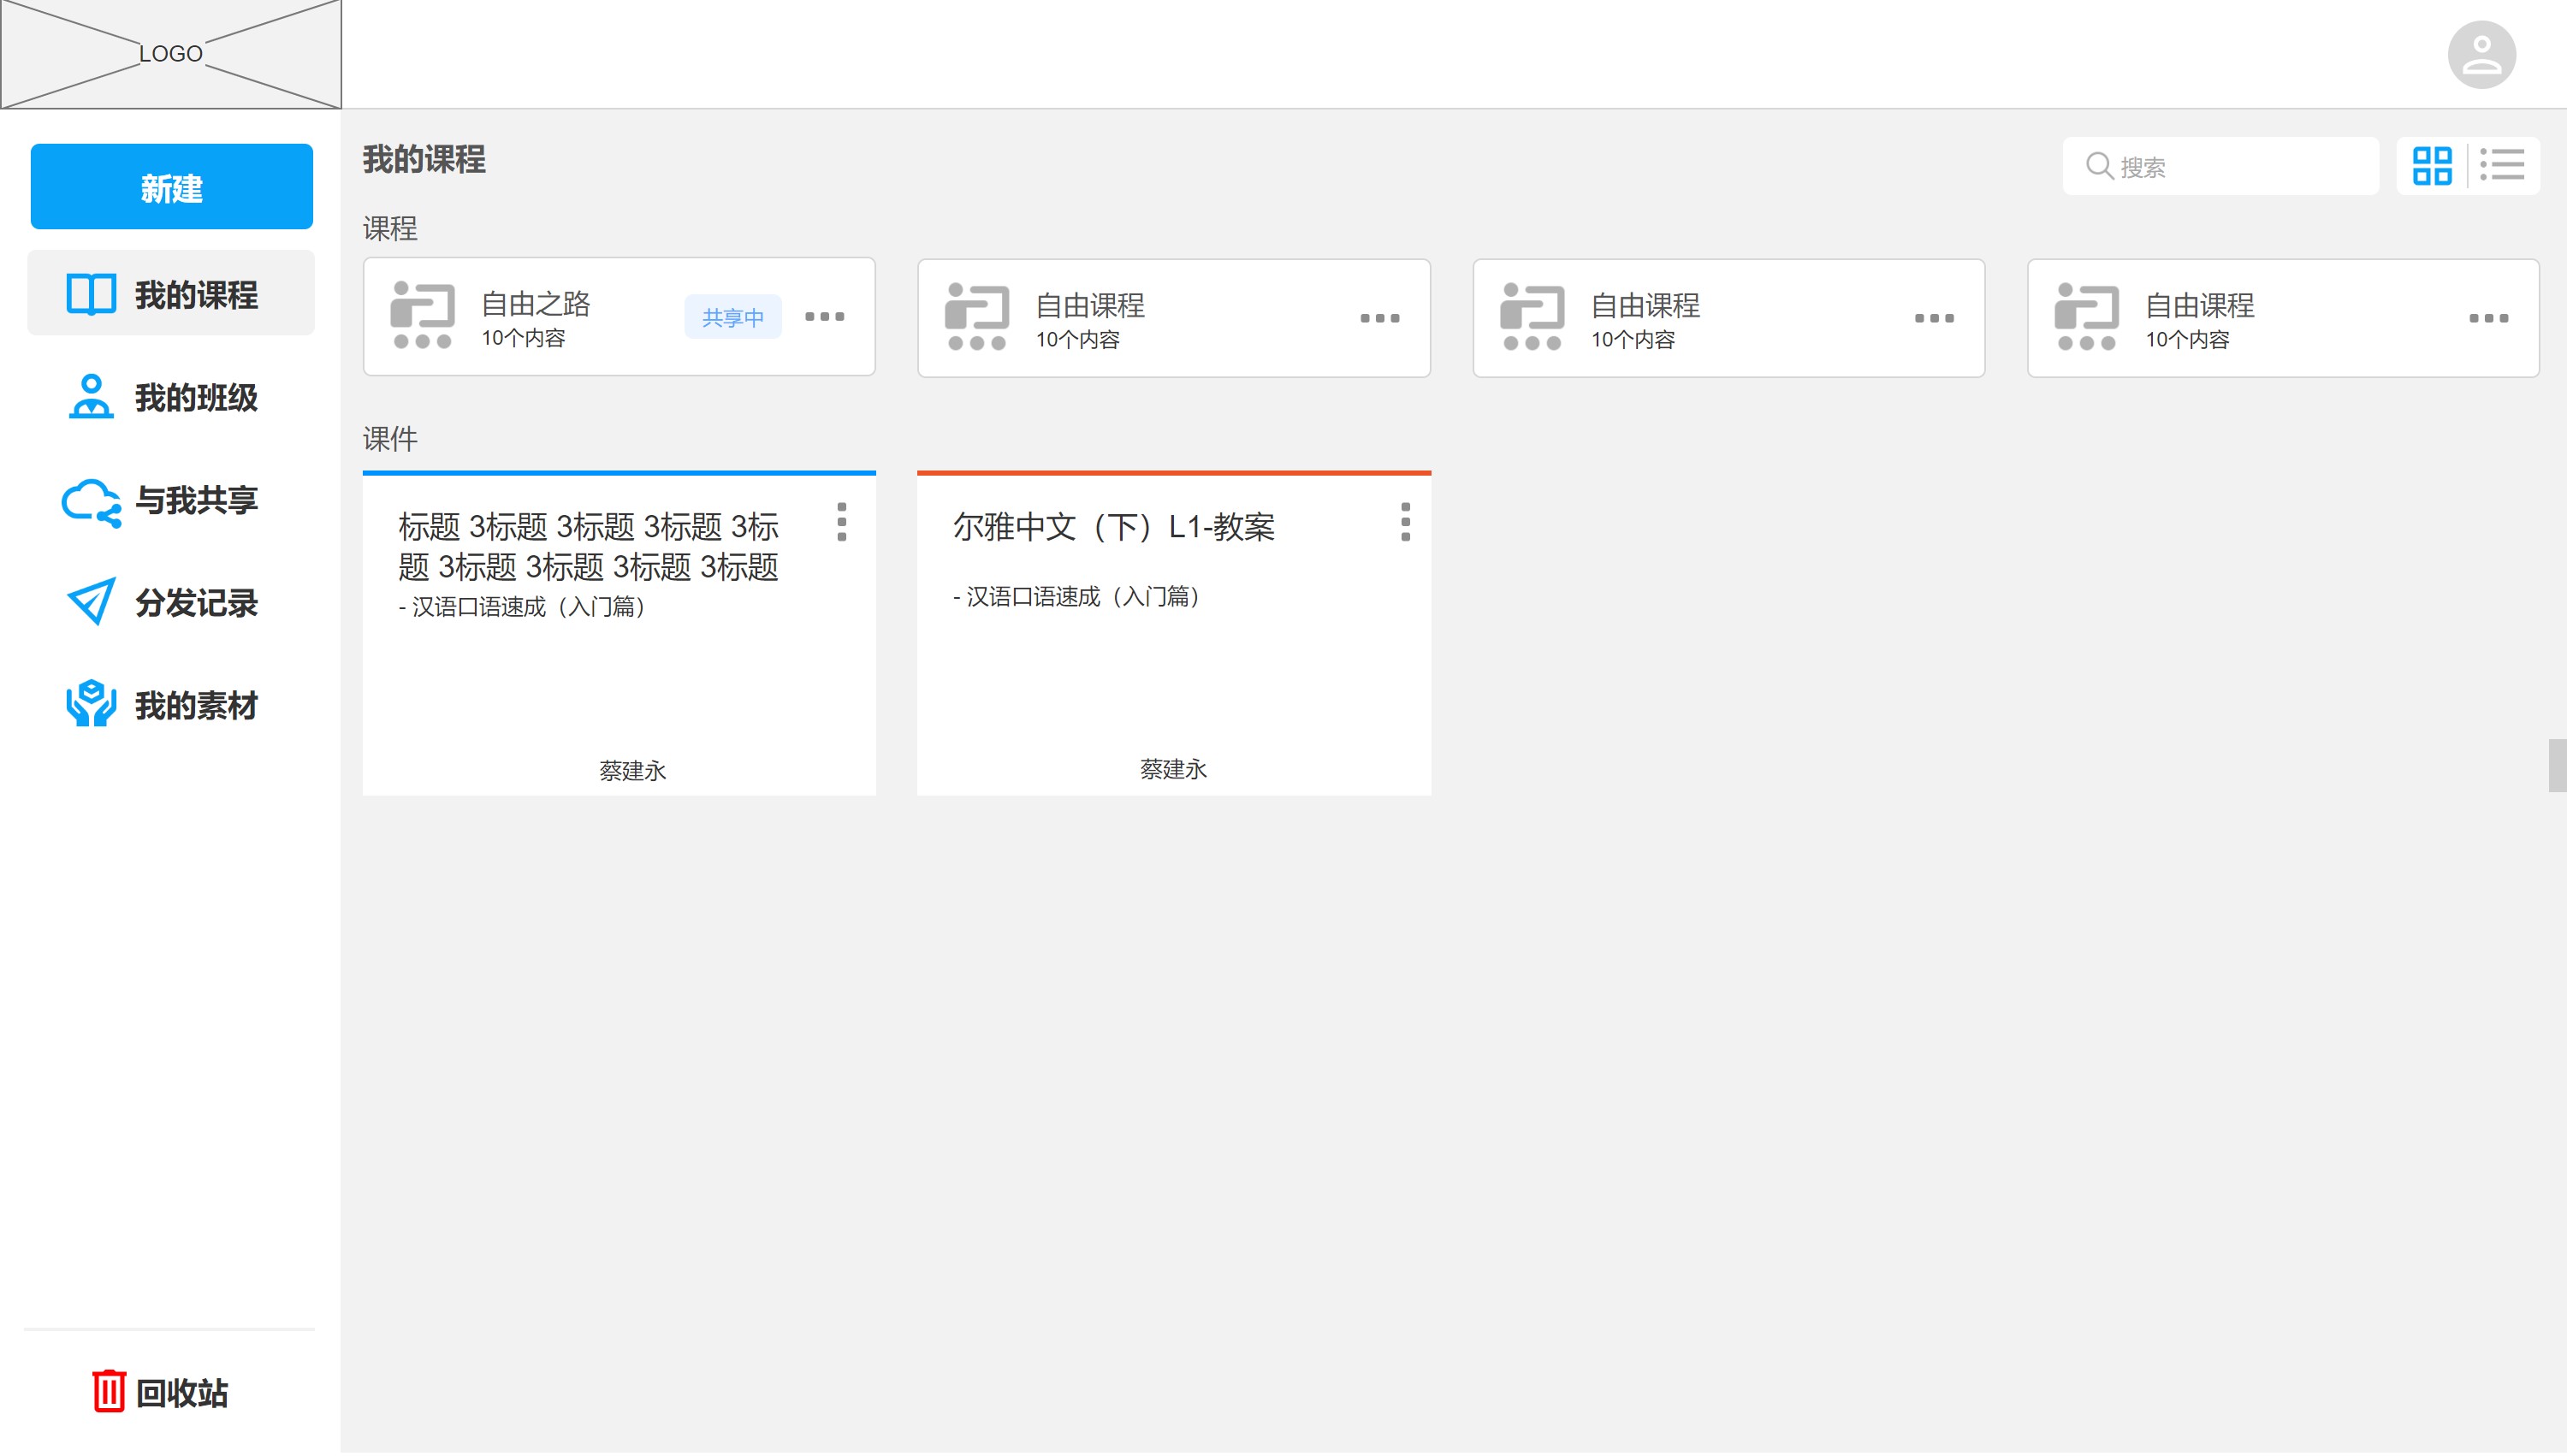 LOGO
新建
我的课程
我的班级
与我共享
分发记录
我的素材
回收站
我的课程
搜索
课程
自由之路
10个内容
共享中
自由课程
10个内容
自由课程
10个内容
自由课程
10个内容
课件
标题 3标题 3标题 3标题 3标
题 3标题 3标题 3标题 3标题
- 汉语口语速成（入门篇）
蔡建永
尔雅中文（下）L1-教案
- 汉语口语速成（入门篇）
蔡建永